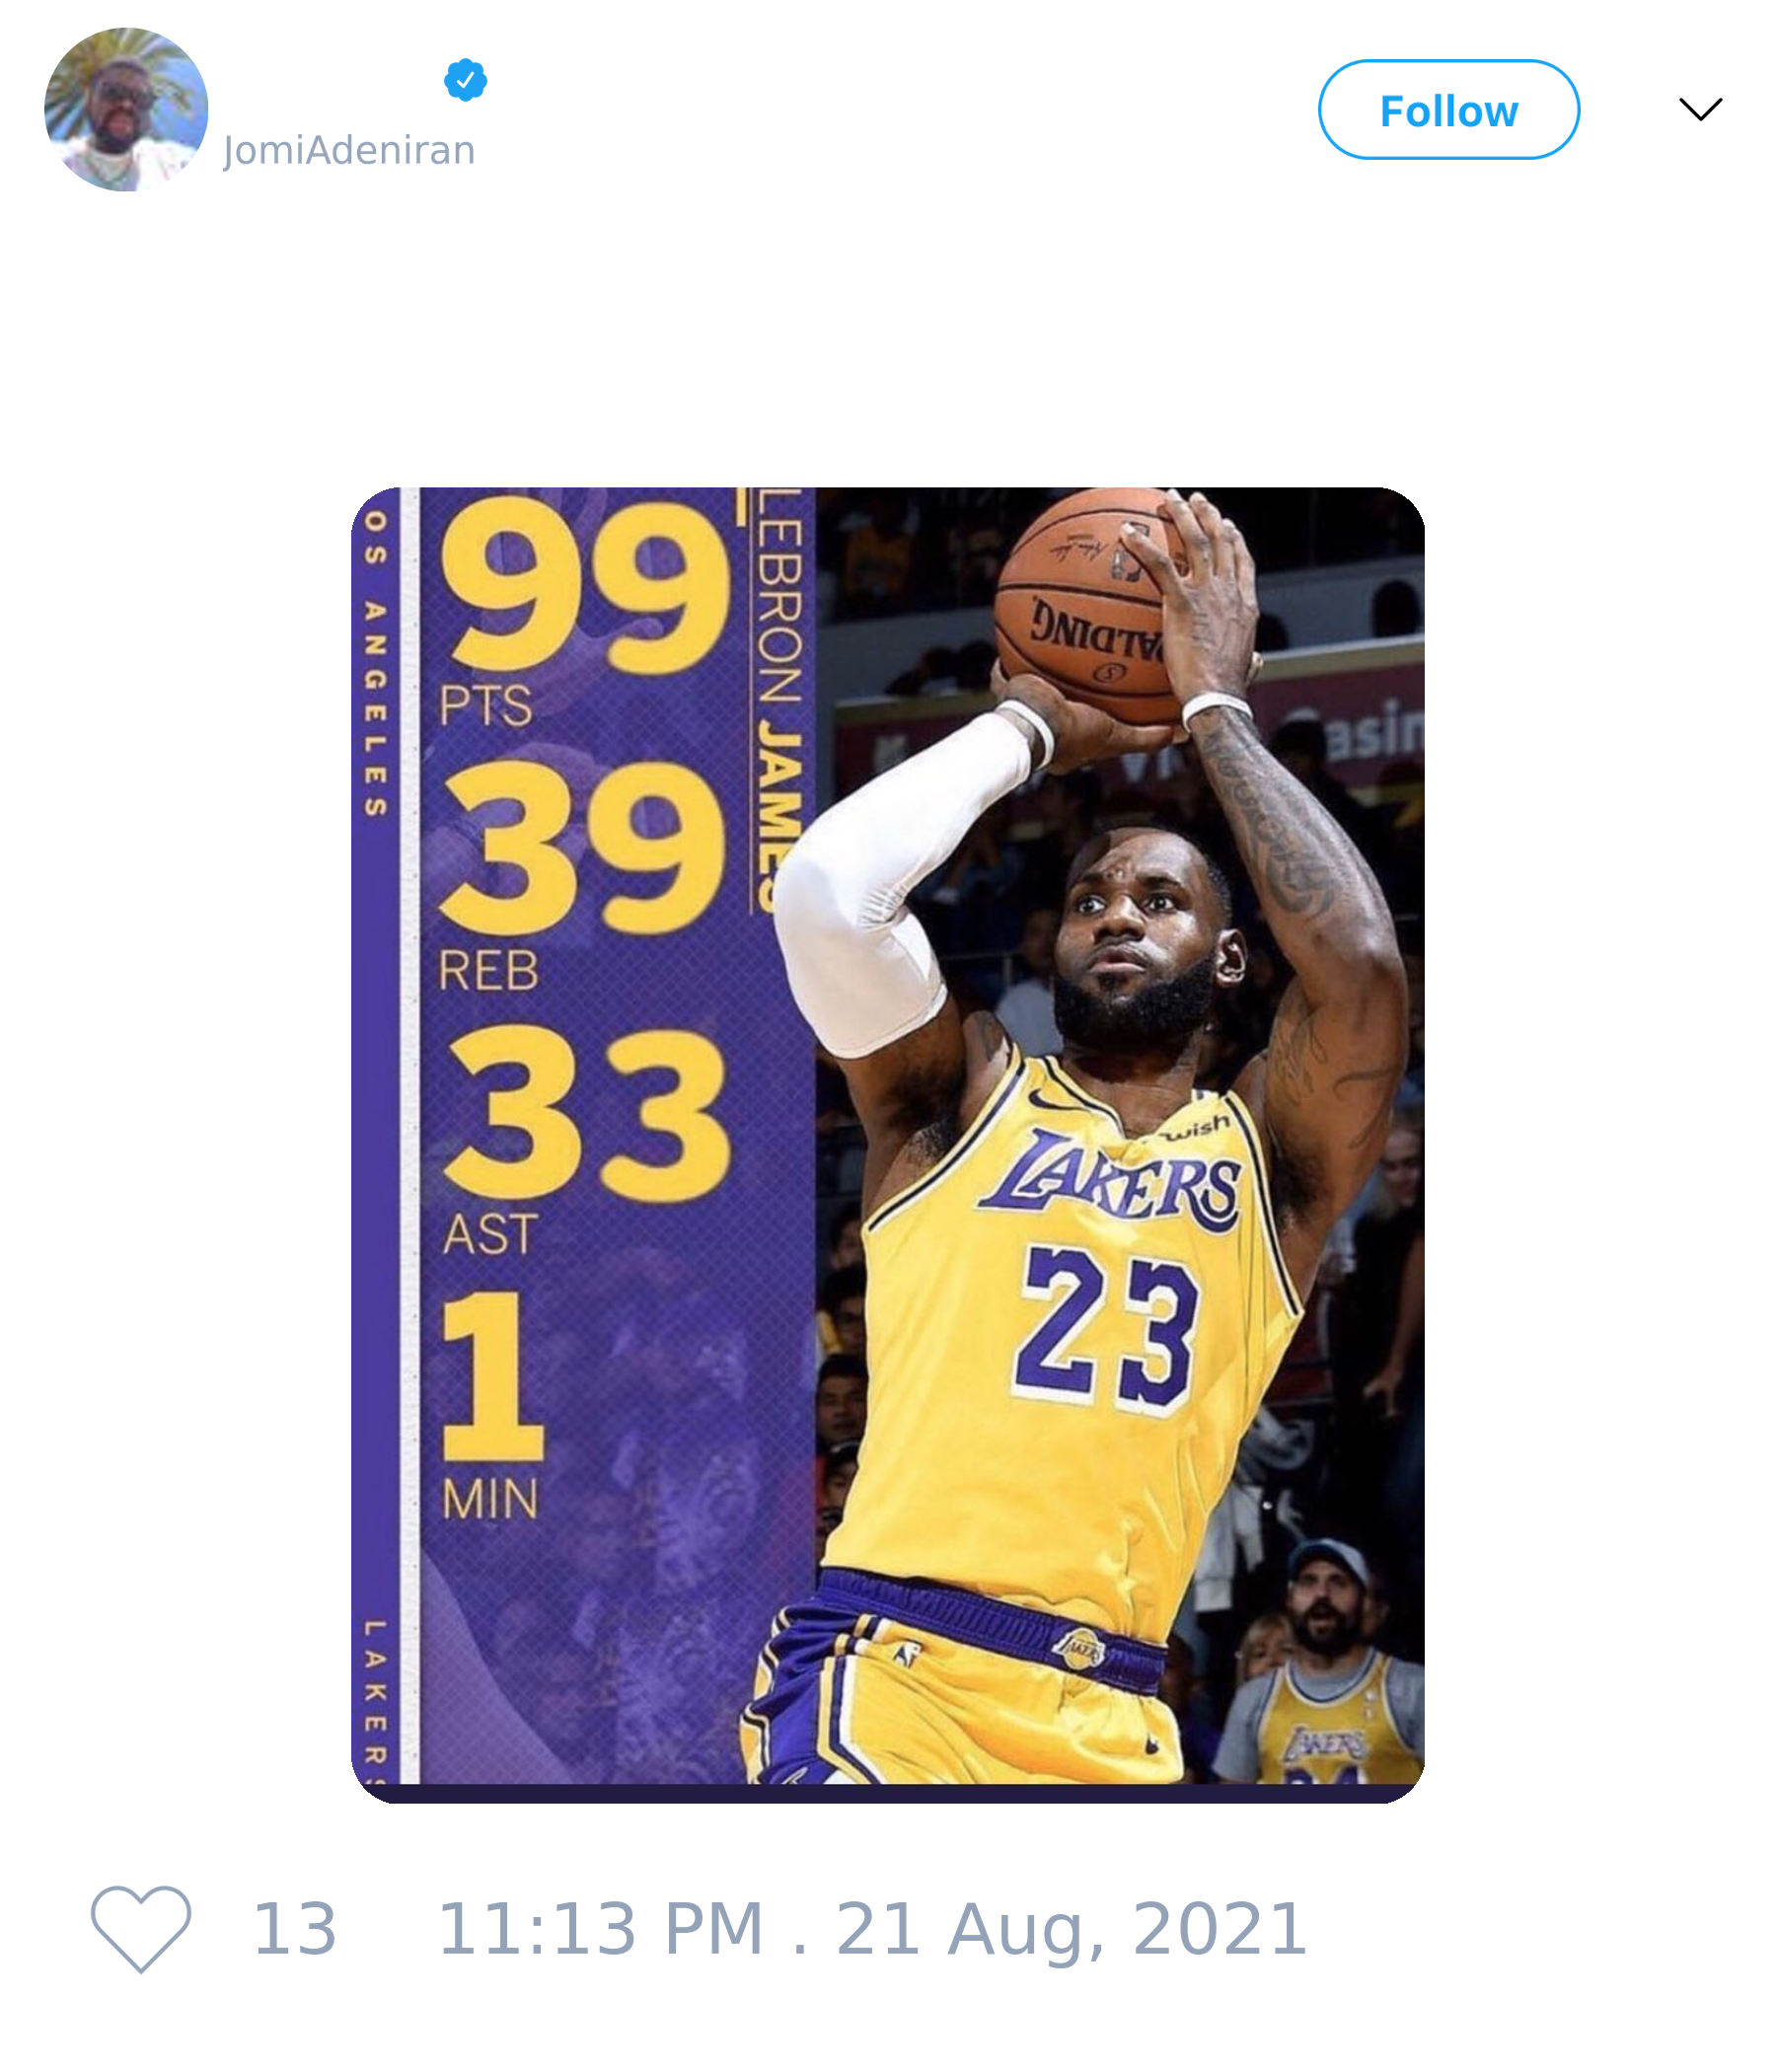 JomiAdeniran
Follow
OS ANGELES
LAKERS
LEBRON JAMES
99
PTS
39
REB
33
AST
1
MIN
SPALDING
wish
LAKERS
23
LAKERS
13
11:13 PM . 21 Aug, 2021